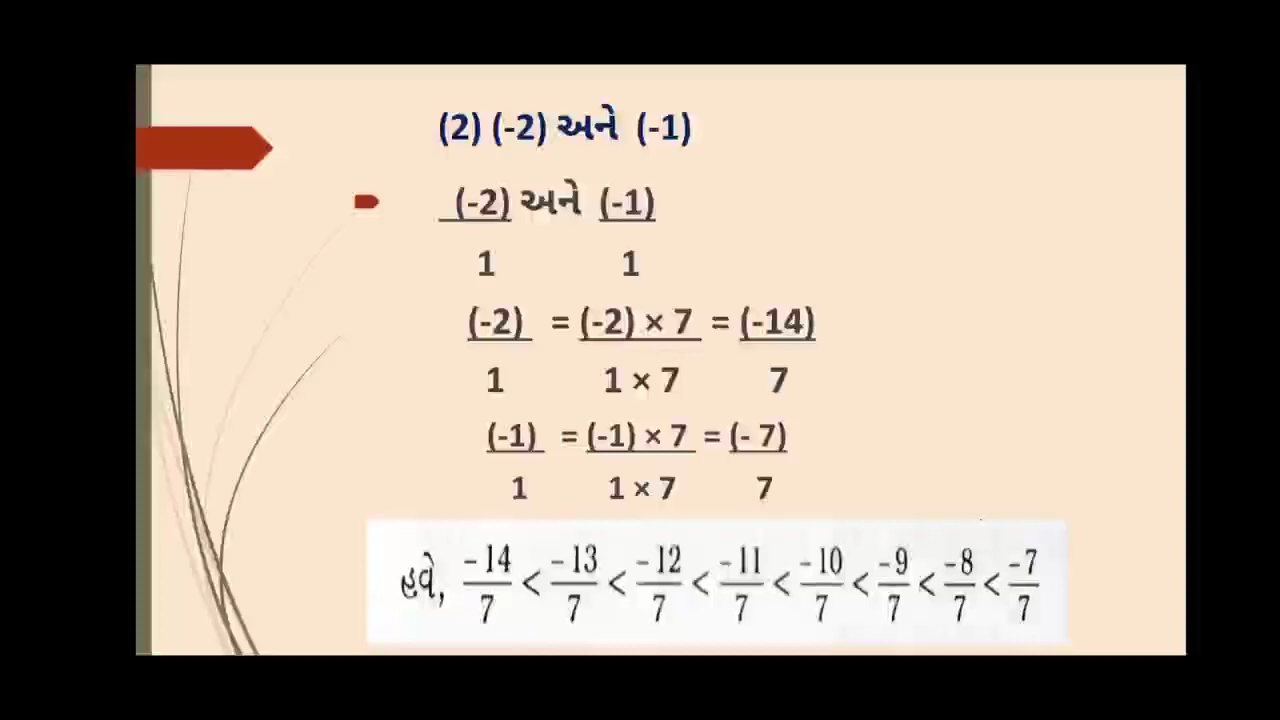 (2) (-2) અને (-1)
(-2) અને (-1)
1 1
(-2) = (-2) × 7 = (-14)
1 1 × 7 7
(-1) = (-1) × 7 = (- 7)
1 1 × 7 7
હવે, -14/7 < -13/7 < -12/7 < -11/7 < -10/7 < -9/7 < -8/7 < -7/7